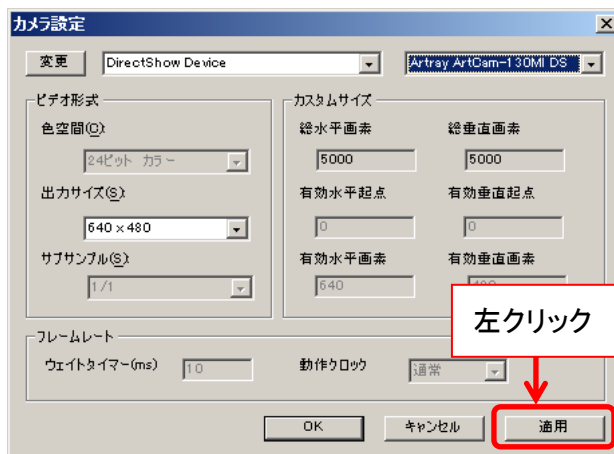 カメラ設定
変更 DirectShow Device Artray ArtCam-130MI DS
ビデオ形式
色空間(C):
24ビット カラー
出力サイズ(S):
640 x 480
サブサンプル(S):
1/1
カスタムサイズ
総水平画素 総垂直画素
5000 5000
有効水平起点 有効垂直起点
0 0
有効水平画素 有効垂直画素
640
左クリック
フレームレート
ウェイトタイマー(ms) 10 動作クロック 通常
OK キャンセル 適用